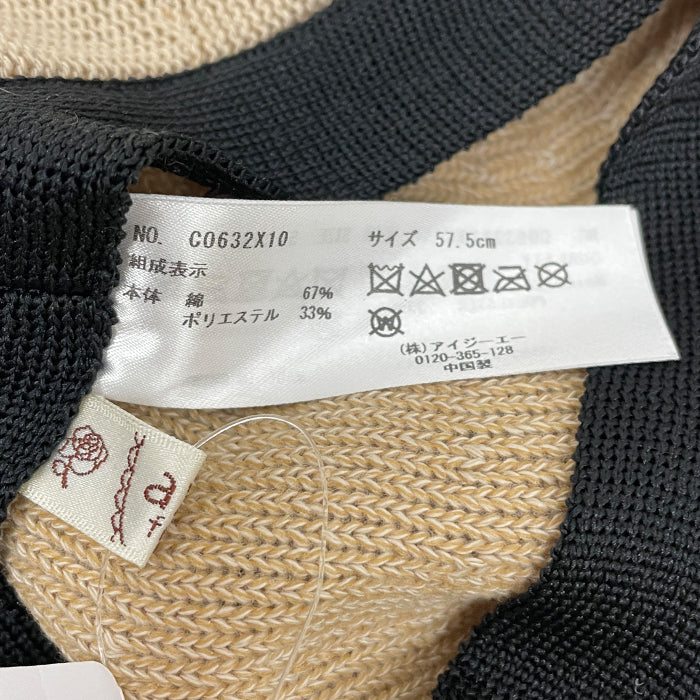 NO. C0632X10 サイズ 57.5cm
組成表示
本体 綿 67%
ポリエステル 33%
(株)アイジーエー
0120-365-128
中国製
a